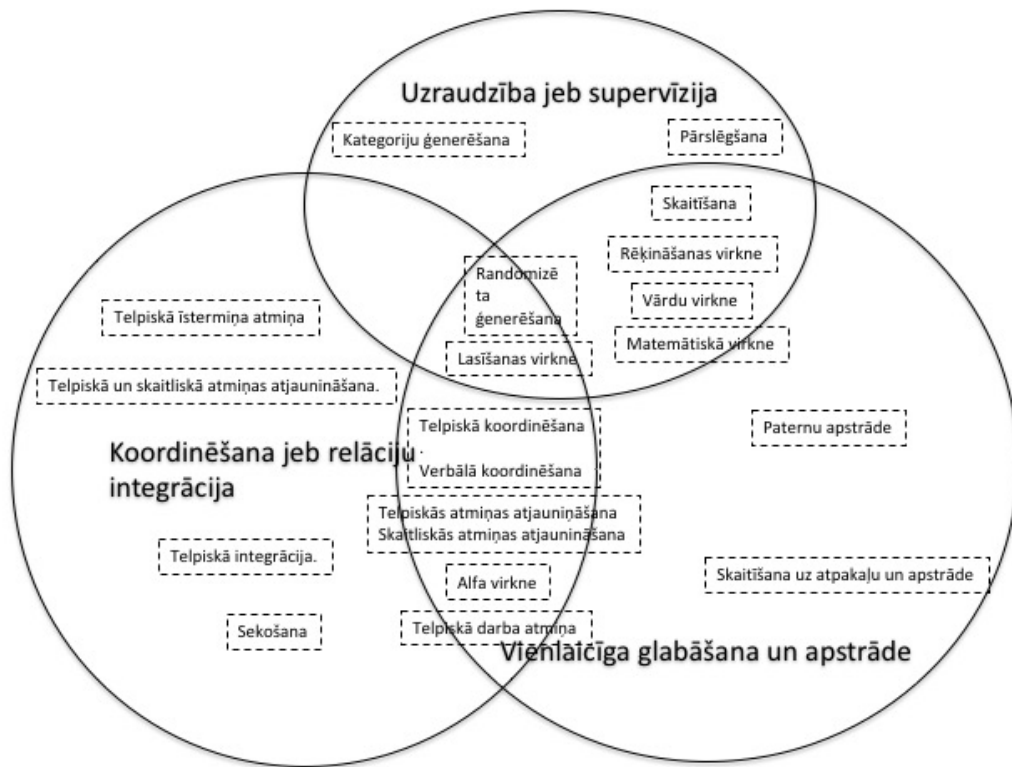 Uzraudzība jeb supervīzija
Kategoriju ģenerēšana
Pārslēgšana
Skaitīšana
Rēķināšanas virkne
Randomizē
ta
ģenerēšana
Vārdu virkne
Telpiskā īstermiņa atmiņa
Matemātiskā virkne
Lasīšanas virkne
Telpiskā un skaitliskā atmiņas atjaunināšana.
Telpiskā koordinēšana
Paternu apstrāde
Koordinēšana jeb relāciju
integrācija
Verbālā koordinēšana
Telpiskās atmiņas atjauniņāšana
Skaitliskās atmiņas atjaunināšana
Telpiskā integrācija.
Alfa virkne
Skaitīšana uz atpakaļu un apstrāde
Sekošana
Telpiskā darba atmiņa
Vienlaicīga glabāšana un apstrāde